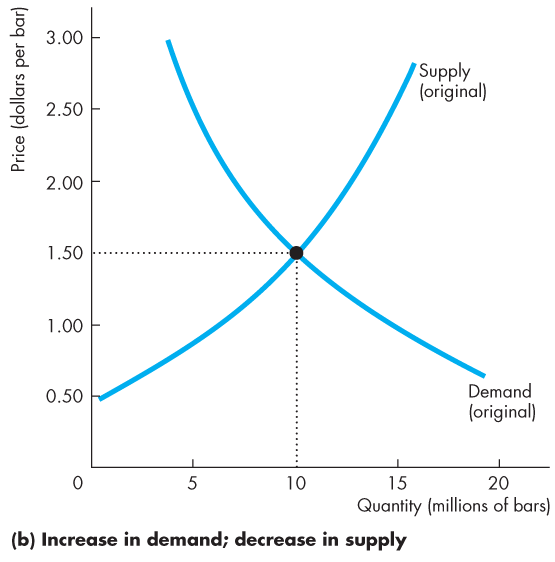 Price (dollars per bar)
3.00
2.50
2.00
1.50
1.00
0.50
Supply
(original)
Demand
(original)
0
5
10
15
20
Quantity (millions of bars)
(b) Increase in demand; decrease in supply